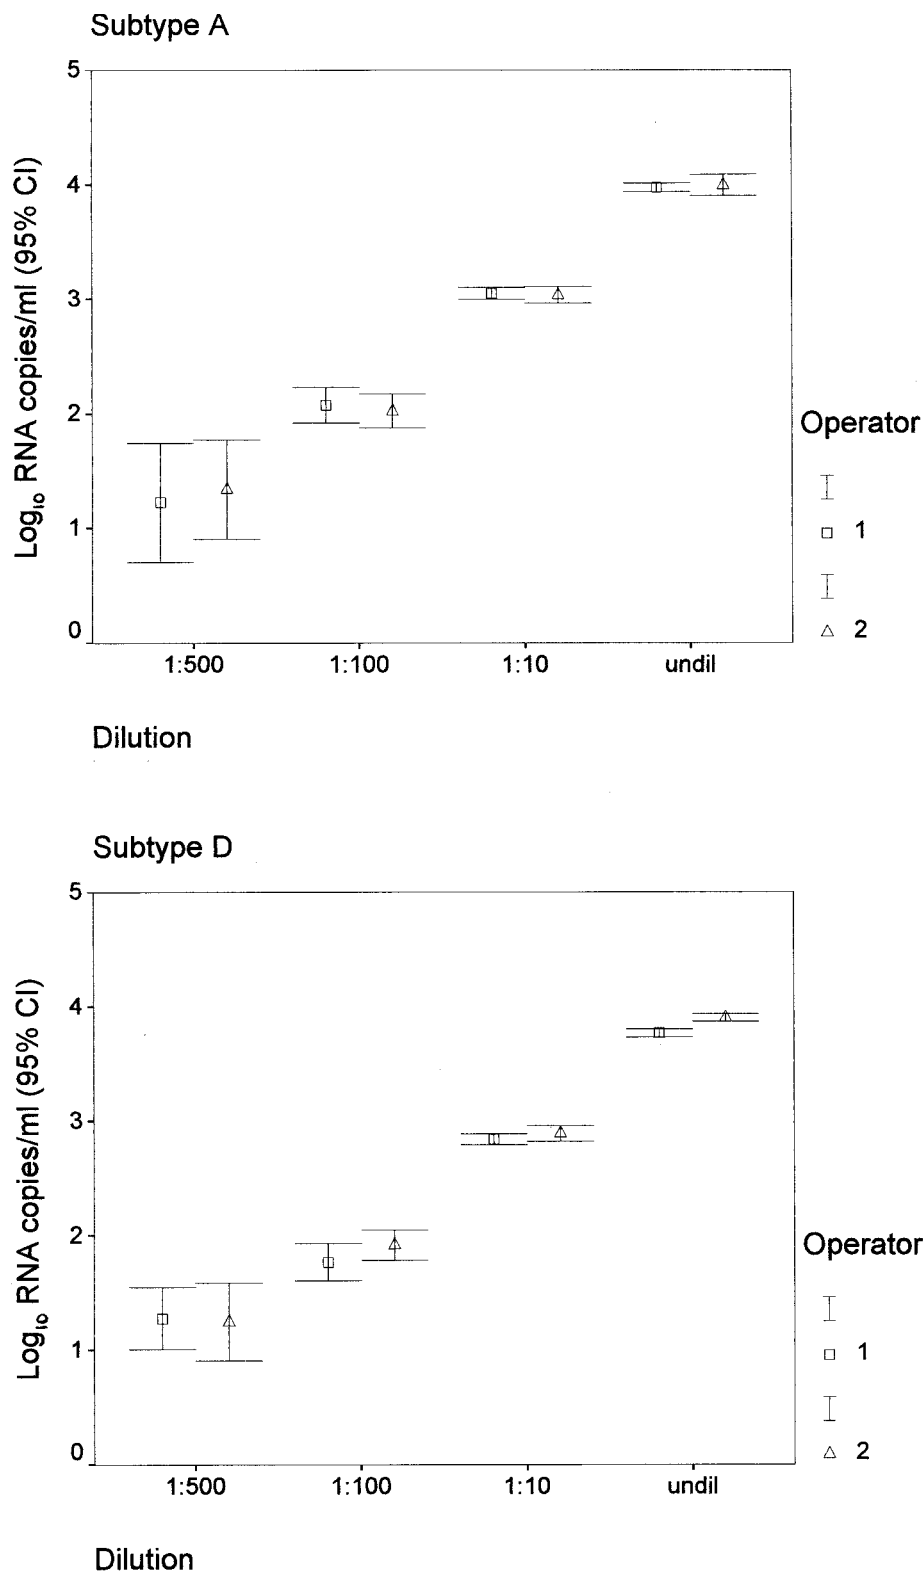 Subtype A
Log₁₀ RNA copies/ml (95% CI)
5
4
3
2
1
0
1:500
1:100
1:10
undil
Dilution
Operator
1
2
Subtype D
Log₁₀ RNA copies/ml (95% CI)
5
4
3
2
1
0
1:500
1:100
1:10
undil
Dilution
Operator
1
2